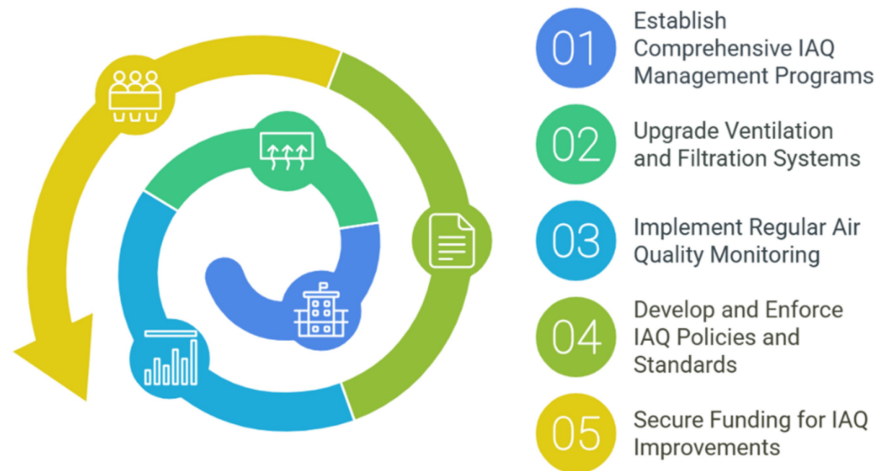 01
Establish
Comprehensive IAQ
Management Programs
02
Upgrade Ventilation
and Filtration Systems
03
Implement Regular Air
Quality Monitoring
04
Develop and Enforce
IAQ Policies and
Standards
05
Secure Funding for IAQ
Improvements